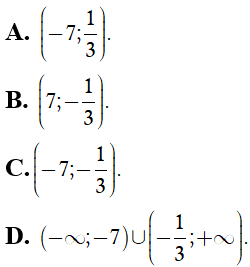 A. (-7; 1/3).
B. (7; -1/3).
C. (-7; -1/3).
D. (-∞; -7)∪(-1/3; +∞).